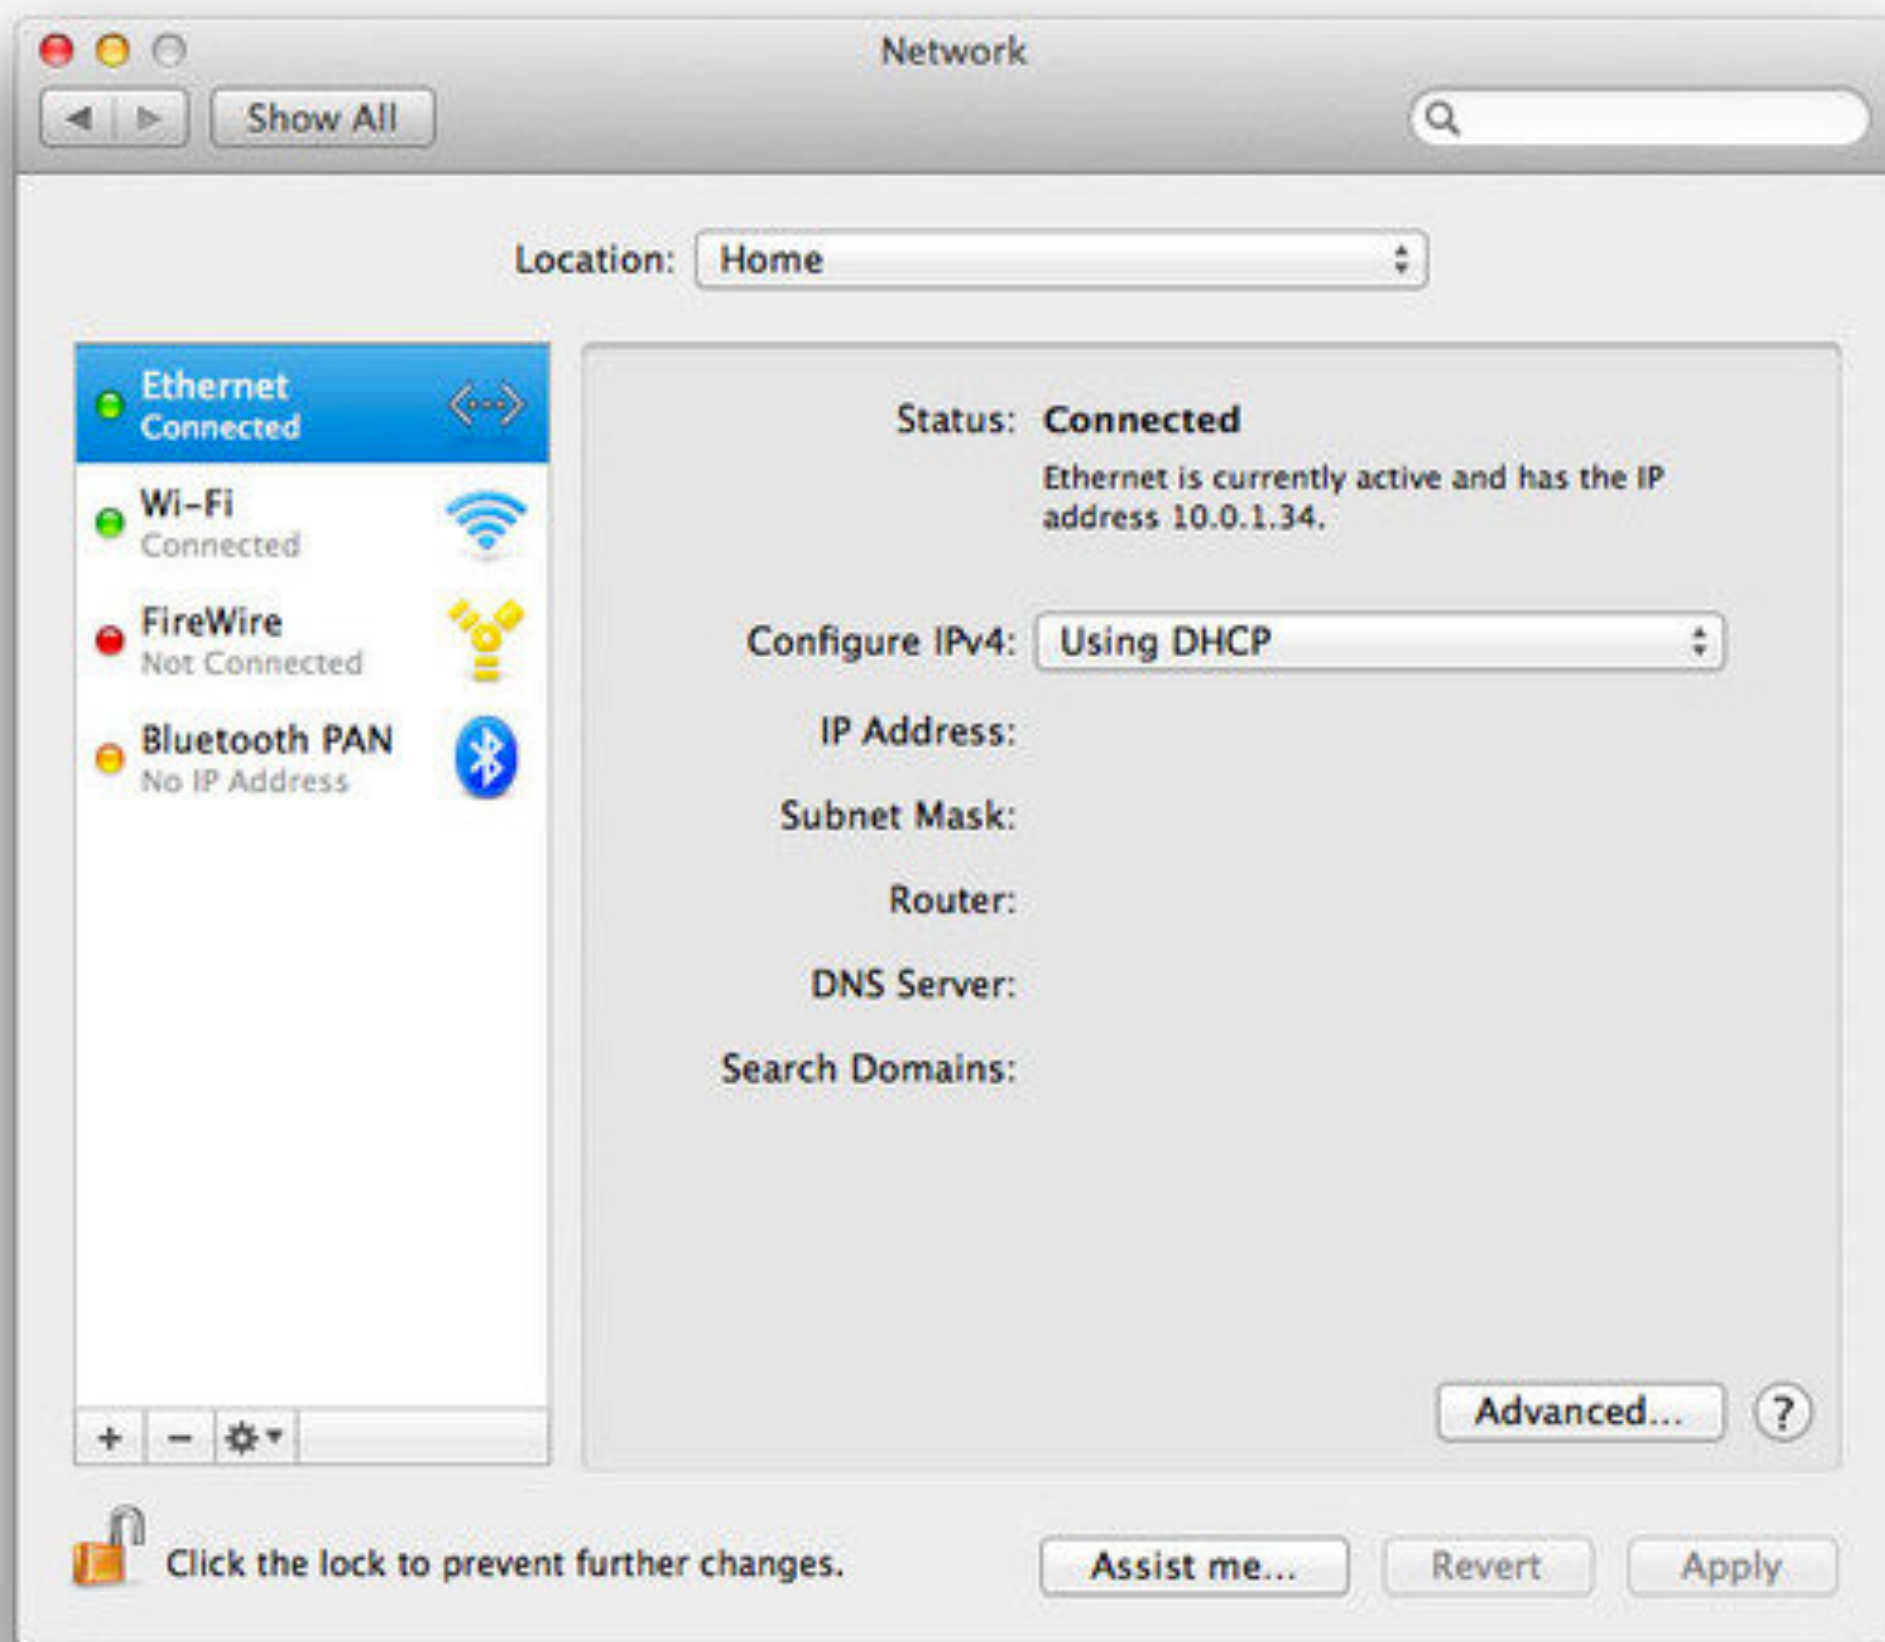 Network
Show All
Location: Home
Ethernet
Connected
Wi-Fi
Connected
FireWire
Not Connected
Bluetooth PAN
No IP Address
Status: Connected
Ethernet is currently active and has the IP
address 10.0.1.34.
Configure IPv4: Using DHCP
IP Address:
Subnet Mask:
Router:
DNS Server:
Search Domains:
Advanced... ?
Click the lock to prevent further changes.
Assist me... Revert Apply